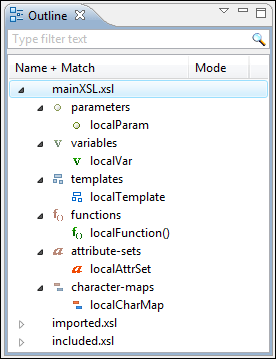 Outline
Type filter text
Name + Match Mode
mainXSL.xsl
parameters
localParam
variables
localVar
templates
localTemplate
functions
localFunction()
attribute-sets
localAttrSet
character-maps
localCharMap
imported.xsl
included.xsl